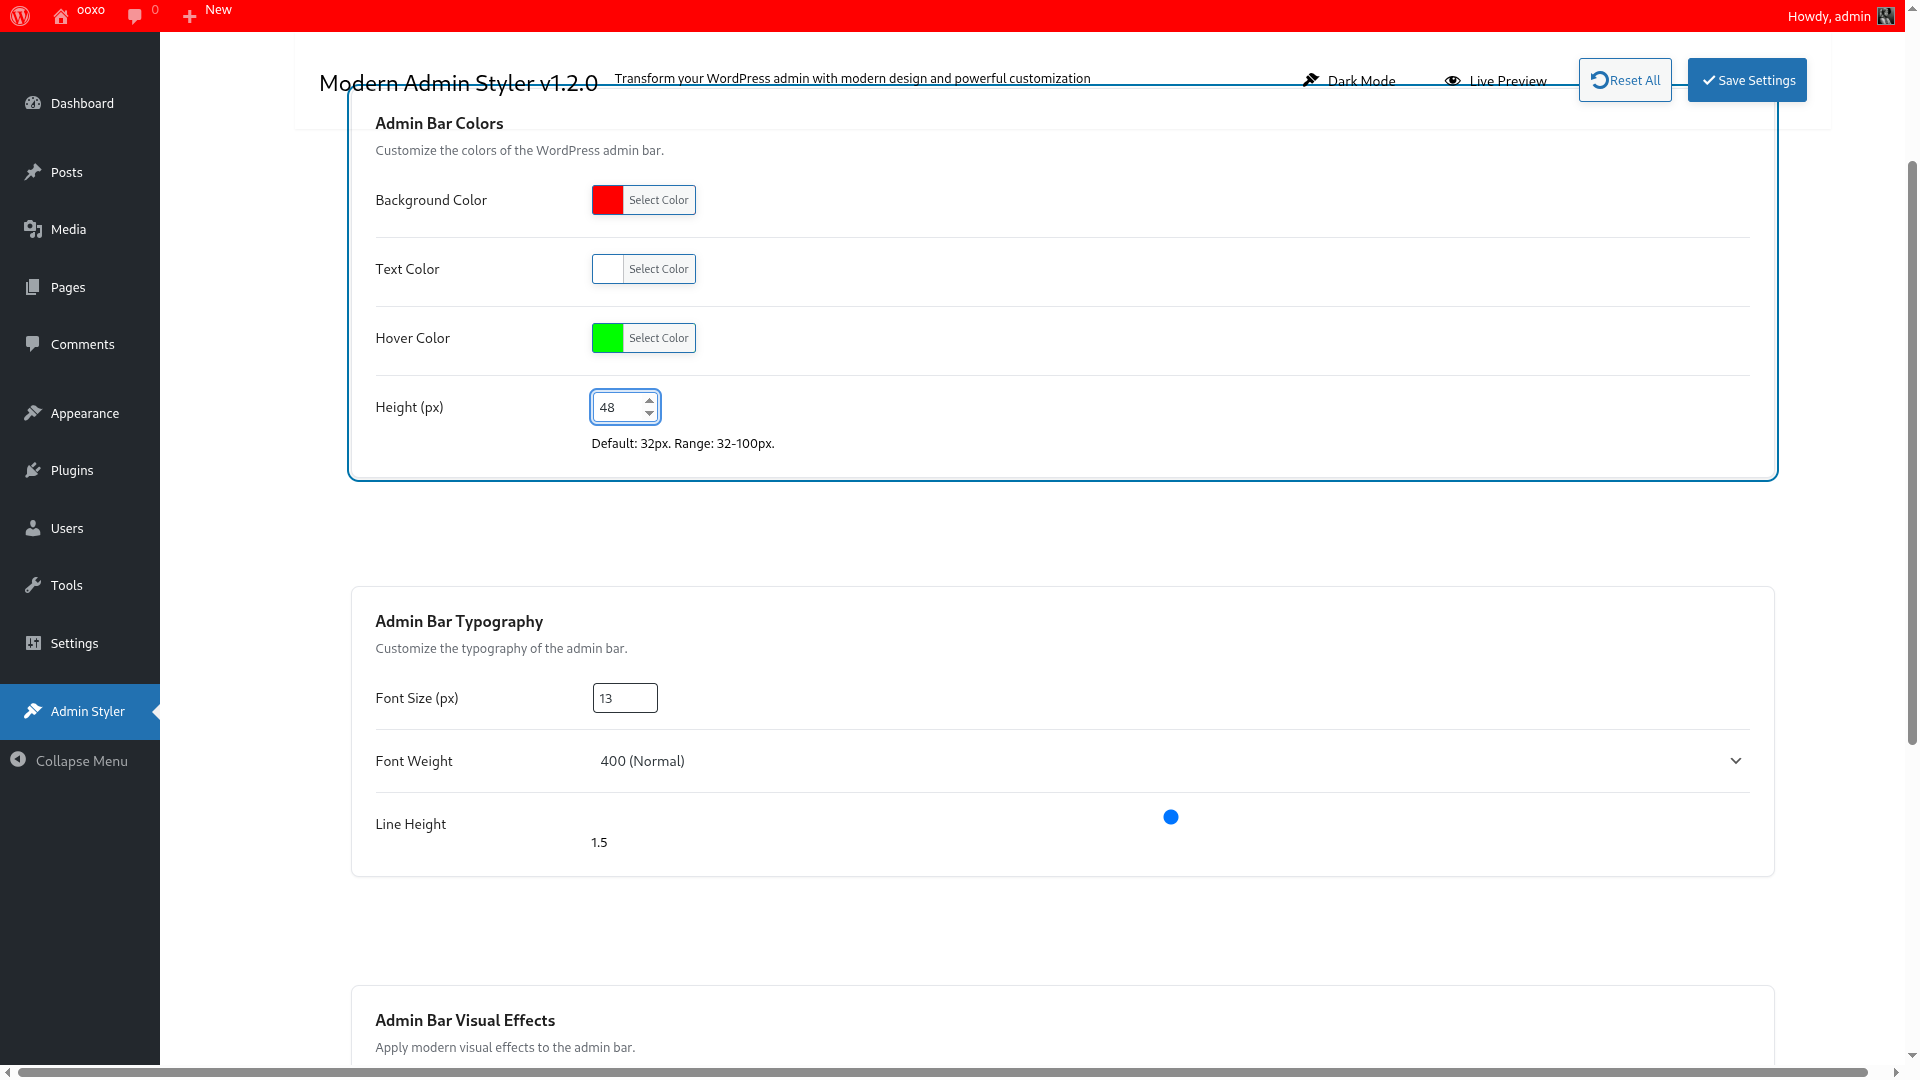 ooxo 0 New Howdy, admin
Modern Admin Styler v1.2.0 Transform your WordPress admin with modern design and powerful customization Dark Mode Live Preview Reset All Save Settings
Dashboard
Posts
Media
Pages
Comments
Appearance
Plugins
Users
Tools
Settings
Admin Styler
Collapse Menu
Admin Bar Colors
Customize the colors of the WordPress admin bar.
Background Color Select Color
Text Color Select Color
Hover Color Select Color
Height (px) 48
Default: 32px. Range: 32-100px.
Admin Bar Typography
Customize the typography of the admin bar.
Font Size (px) 13
Font Weight 400 (Normal)
Line Height
1.5
Admin Bar Visual Effects
Apply modern visual effects to the admin bar.